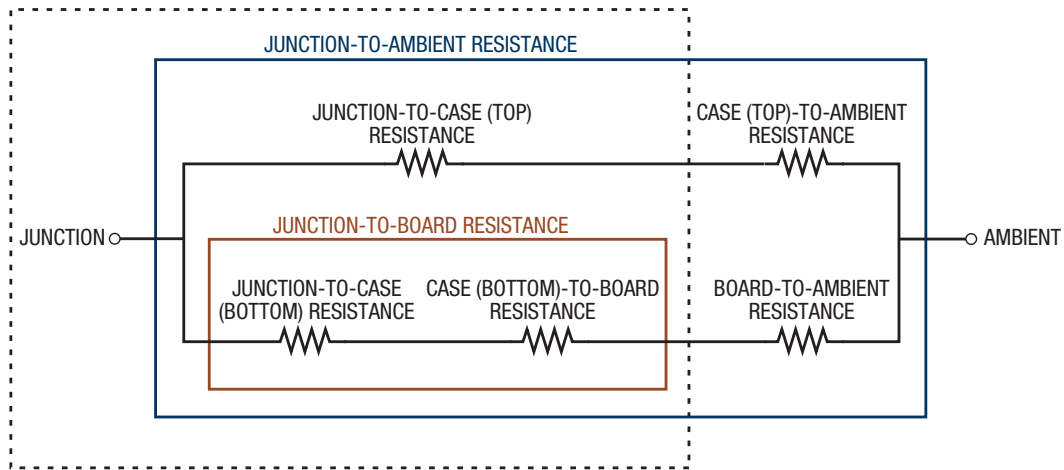 JUNCTION-TO-AMBIENT RESISTANCE
JUNCTION-TO-CASE (TOP)
RESISTANCE
CASE (TOP)-TO-AMBIENT
RESISTANCE
JUNCTION
JUNCTION-TO-BOARD RESISTANCE
AMBIENT
JUNCTION-TO-CASE
(BOTTOM) RESISTANCE
CASE (BOTTOM)-TO-BOARD
RESISTANCE
BOARD-TO-AMBIENT
RESISTANCE